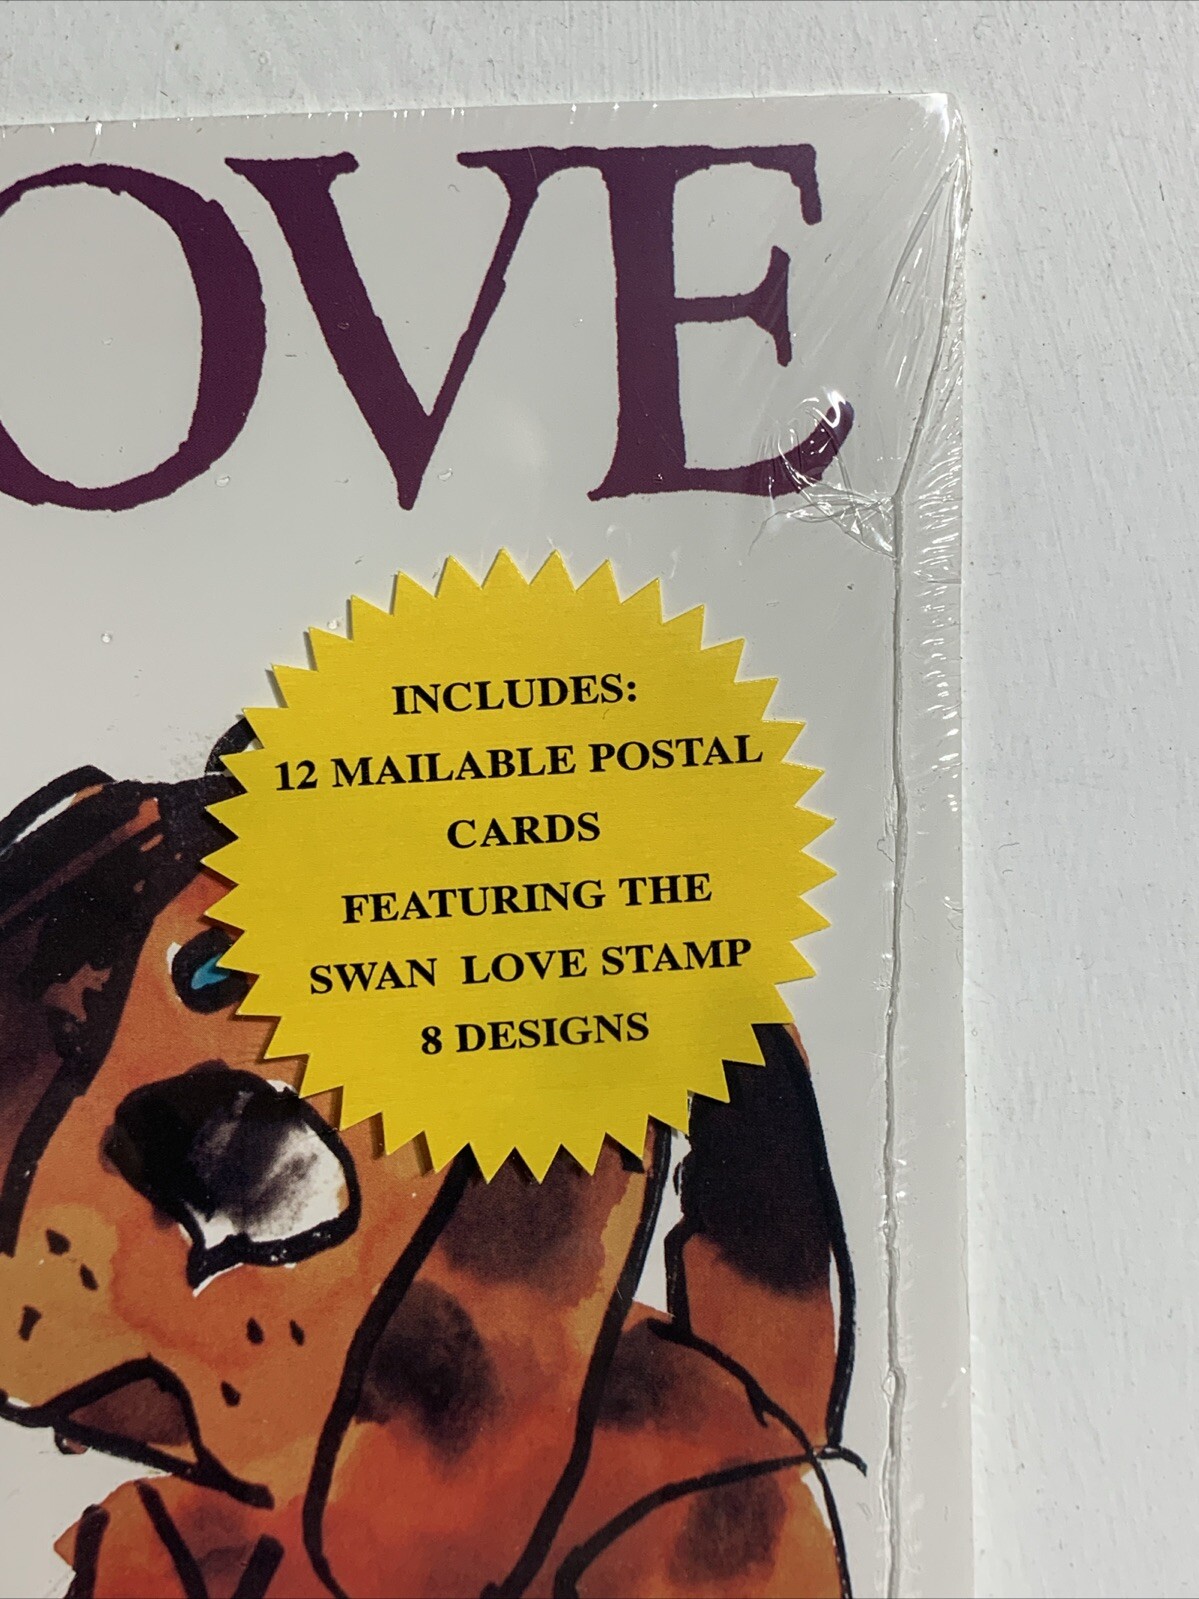 OVE
INCLUDES:
12 MAILABLE POSTAL
CARDS
FEATURING THE
SWAN LOVE STAMP
8 DESIGNS